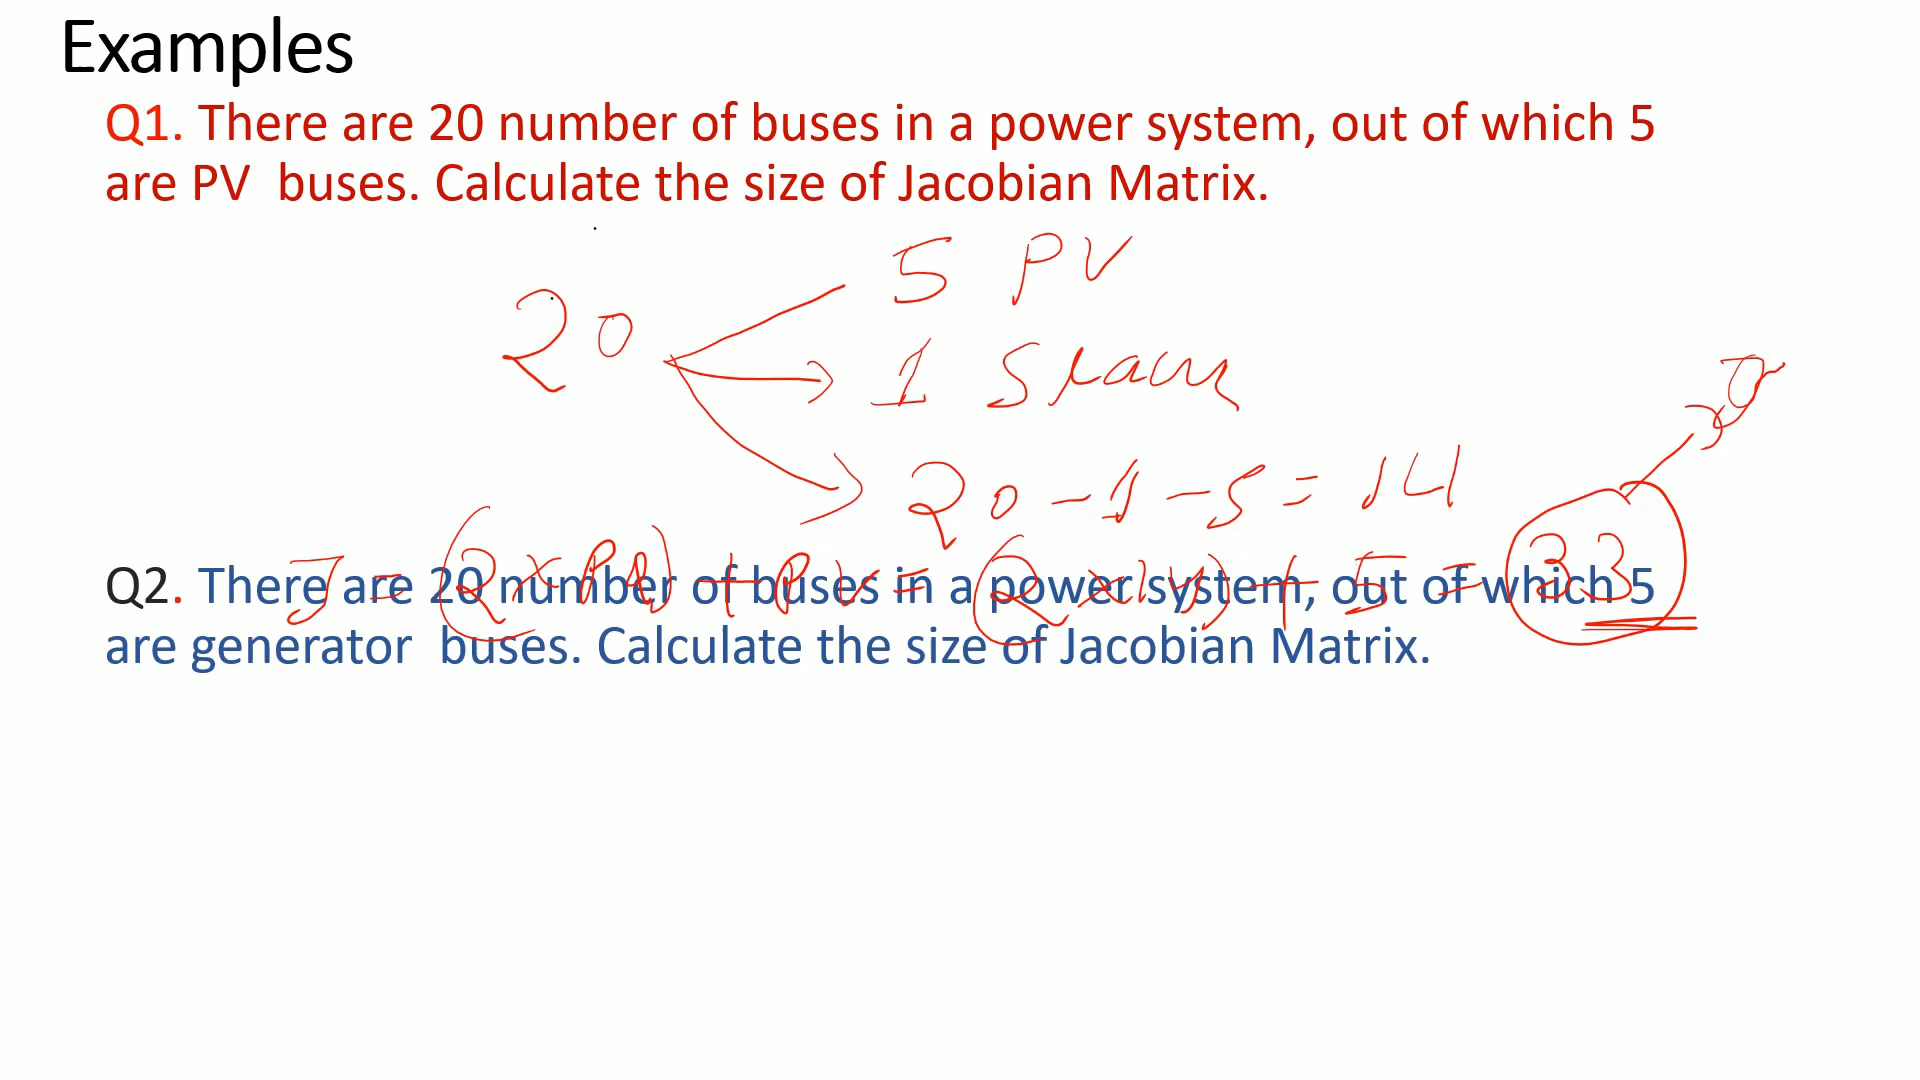 Examples
Q1. There are 20 number of buses in a power system, out of which 5
are PV buses. Calculate the size of Jacobian Matrix.
5 PV
20
1 Slack
20 - 1 - 5 = 14
J = (2 × PQ) + PV = (2 × 14) + 5 = 33
Q2. There are 20 number of buses in a power system, out of which 5
are generator buses. Calculate the size of Jacobian Matrix.